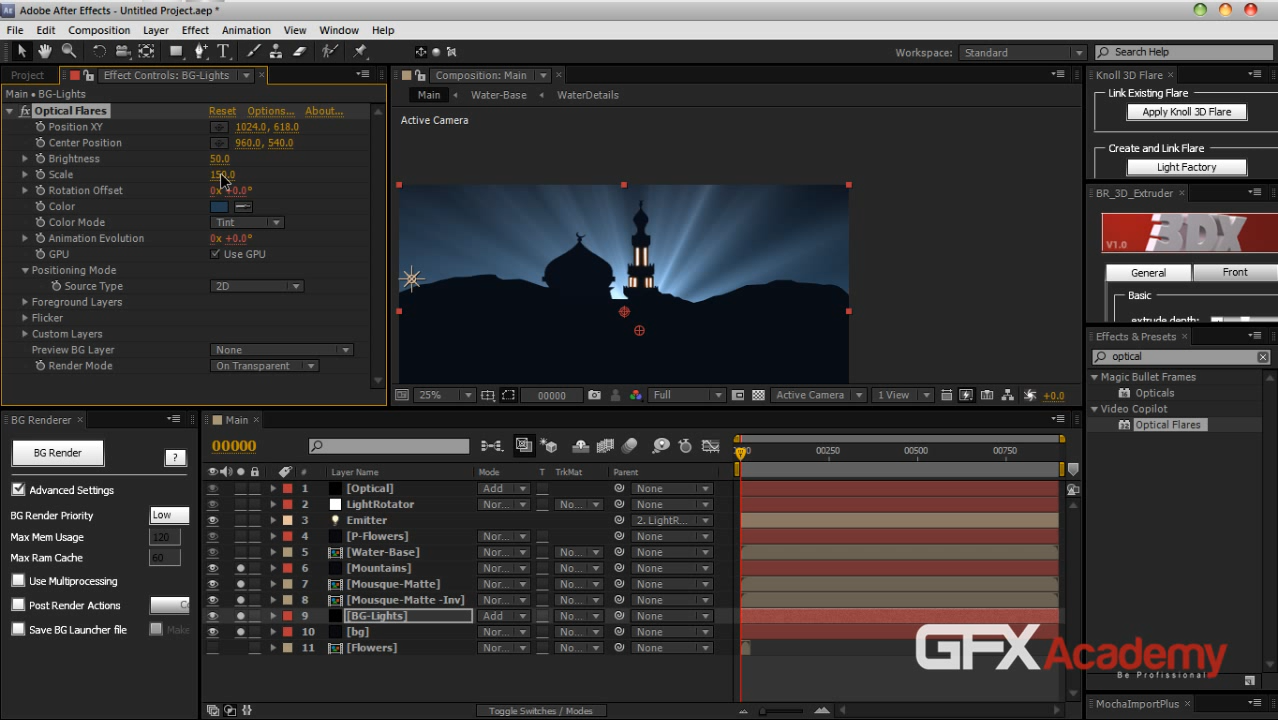 Adobe After Effects - Untitled Project.aep *
File Edit Composition Layer Effect Animation View Window Help
Workspace: Standard Search Help
Project Effect Controls: BG-Lights
Main • BG-Lights
Optical Flares Reset Options... About...
Position XY 1024.0, 618.0
Center Position 960.0, 540.0
Brightness 50.0
Scale 150.0
Rotation Offset 0x +0.0°
Color
Color Mode Tint
Animation Evolution 0x +0.0°
GPU Use GPU
Positioning Mode
Source Type 2D
Foreground Layers
Flicker
Custom Layers
Preview BG Layer None
Render Mode On Transparent
Composition: Main
Main Water-Base WaterDetails
Active Camera
25% 00000 Full Active Camera 1 View +0.0
Knoll 3D Flare
Link Existing Flare
Apply Knoll 3D Flare
Create and Link Flare
Light Factory
BR_3D_Extruder
V1.0 3DX
General Front
Basic
extrude depth:
Effects & Presets
optical
Magic Bullet Frames
Opticals
Video Copilot
Optical Flares
BG Renderer
BG Render ?
Advanced Settings
BG Render Priority Low
Max Mem Usage 120
Max Ram Cache 60
Use Multiprocessing
Post Render Actions
Save BG Launcher file Make
Main
00000
00250 00500 00750
# Layer Name Mode T TrkMat Parent
1 [Optical] Add None
2 LightRotator Nor... No... None
3 Emitter 2. LightR...
4 [P-Flowers] Nor... None
5 [Water-Base] Nor... No... None
6 [Mountains] Nor... No... None
7 [Mousque-Matte] Nor... No... None
8 [Mousque-Matte -Inv] Nor... No... None
9 [BG-Lights] Add No... None
10 [bg] Nor... No... None
11 [Flowers] Nor... No... None
Toggle Switches / Modes
GFXAcademy
Be Profissional
MochaImportPlus